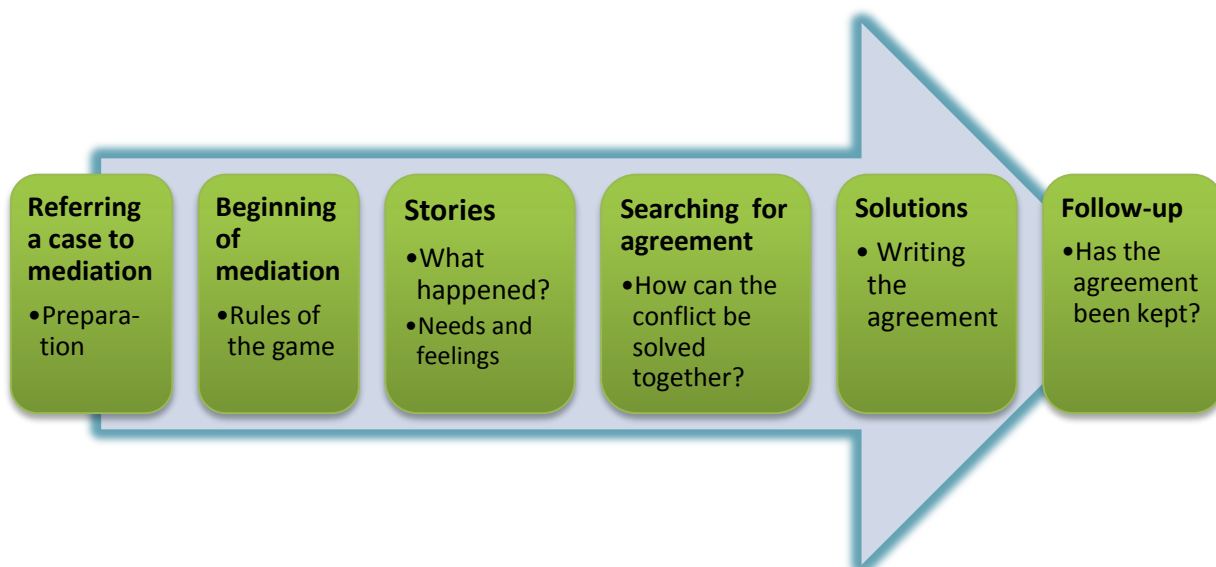 Referring
a case to
mediation
•Prepara-
tion
Beginning
of
mediation
•Rules of
the game
Stories
•What
happened?
•Needs and
feelings
Searching for
agreement
•How can the
conflict be
solved
together?
Solutions
• Writing
the
agreement
Follow-up
•Has the
agreement
been kept?